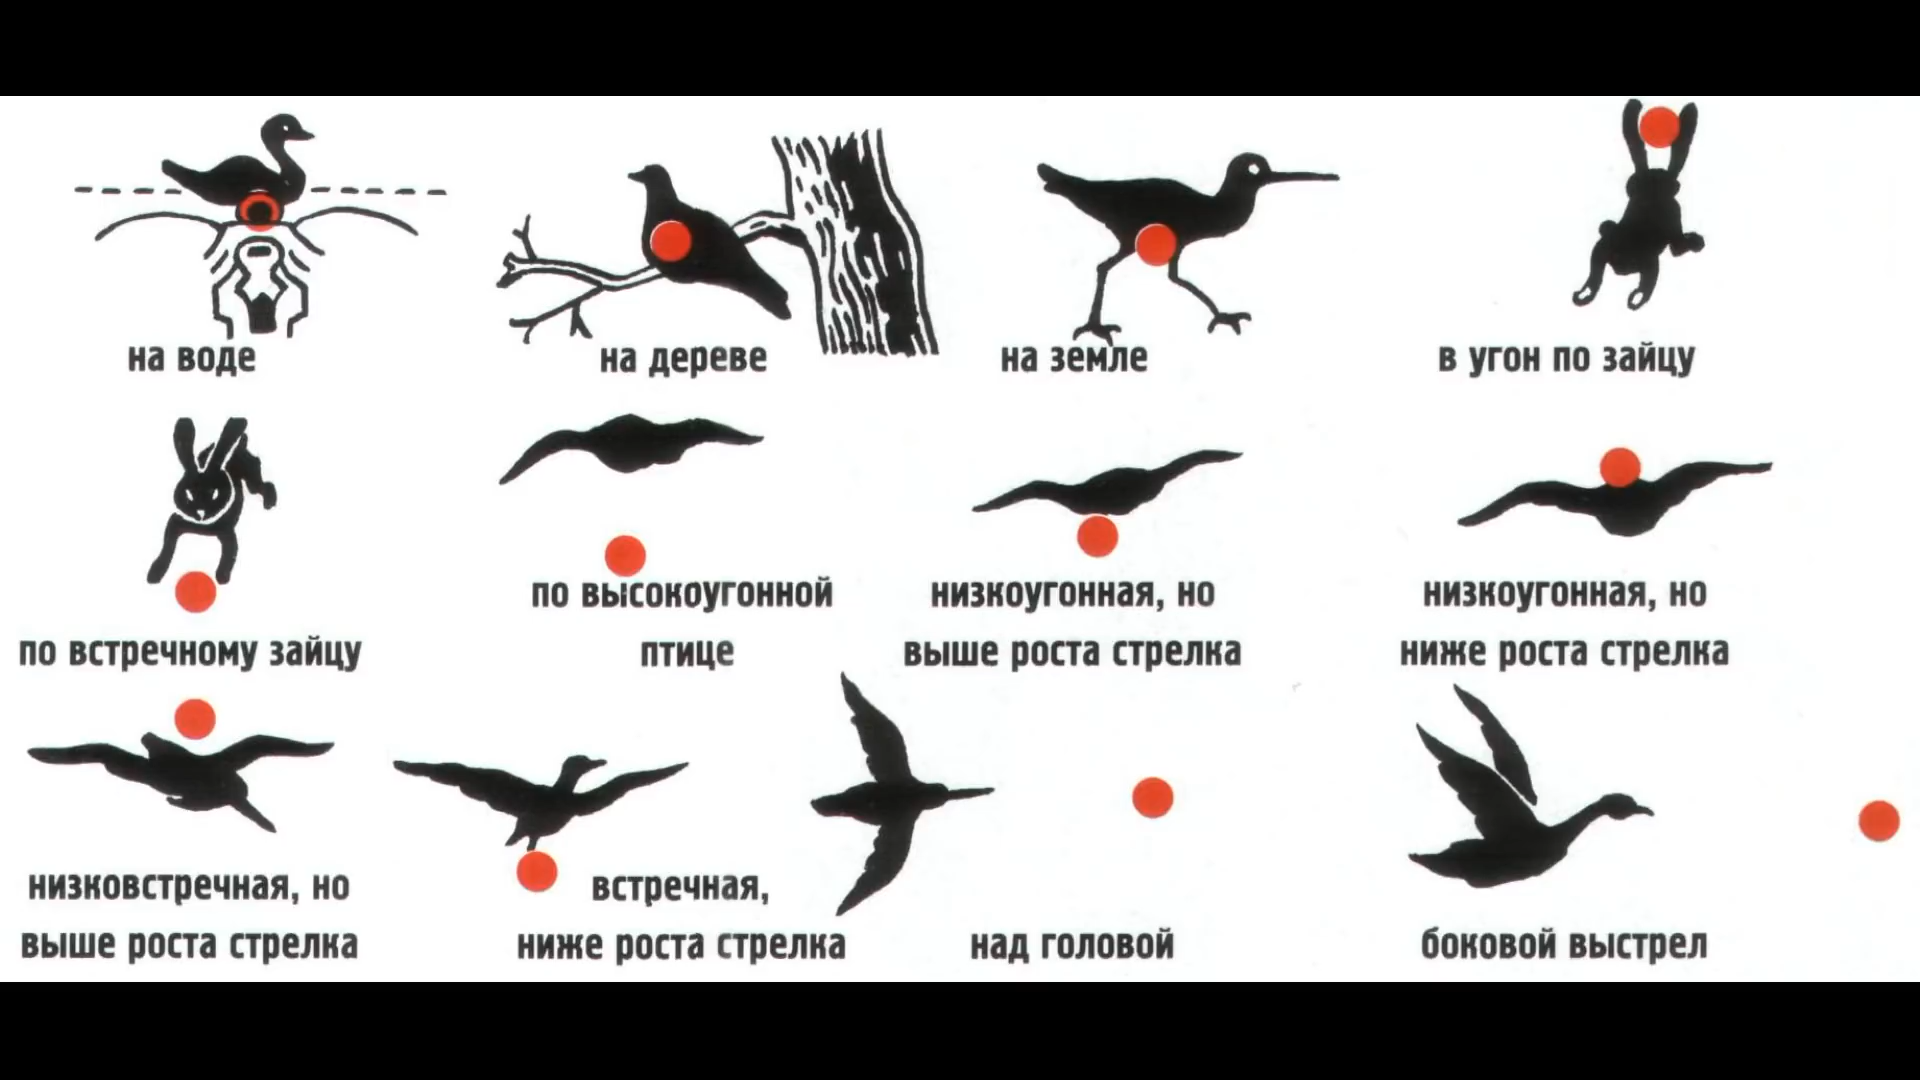 на воде
на дереве
на земле
в угон по зайцу
по встречному зайцу
по высокоугонной
птице
низкоугонная, но
выше роста стрелка
низкоугонная, но
ниже роста стрелка
низковстречная, но
выше роста стрелка
встречная,
ниже роста стрелка
над головой
боковой выстрел